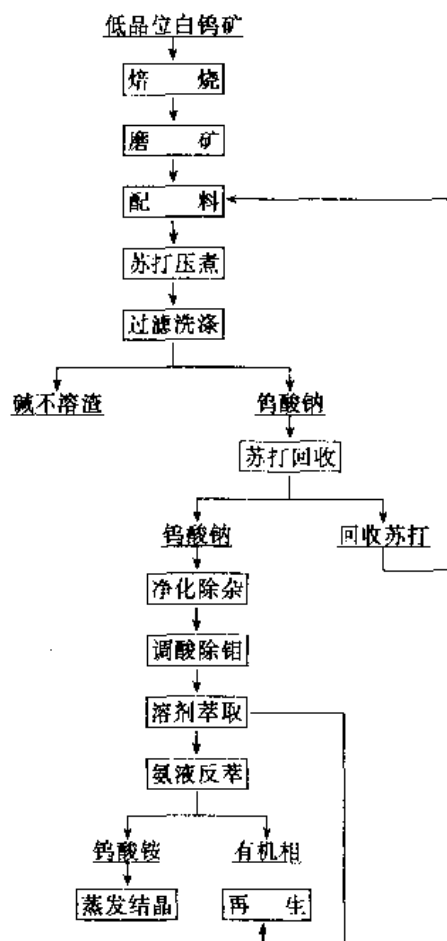 低品位白钨矿
焙 烧
磨 矿
配 料
苏打压煮
过滤洗涤
碱不溶渣 钨酸钠
苏打回收
钨酸钠 回收苏打
净化除杂
调酸除钼
溶剂萃取
氨液反萃
钨酸铵 有机相
蒸发结晶 再 生